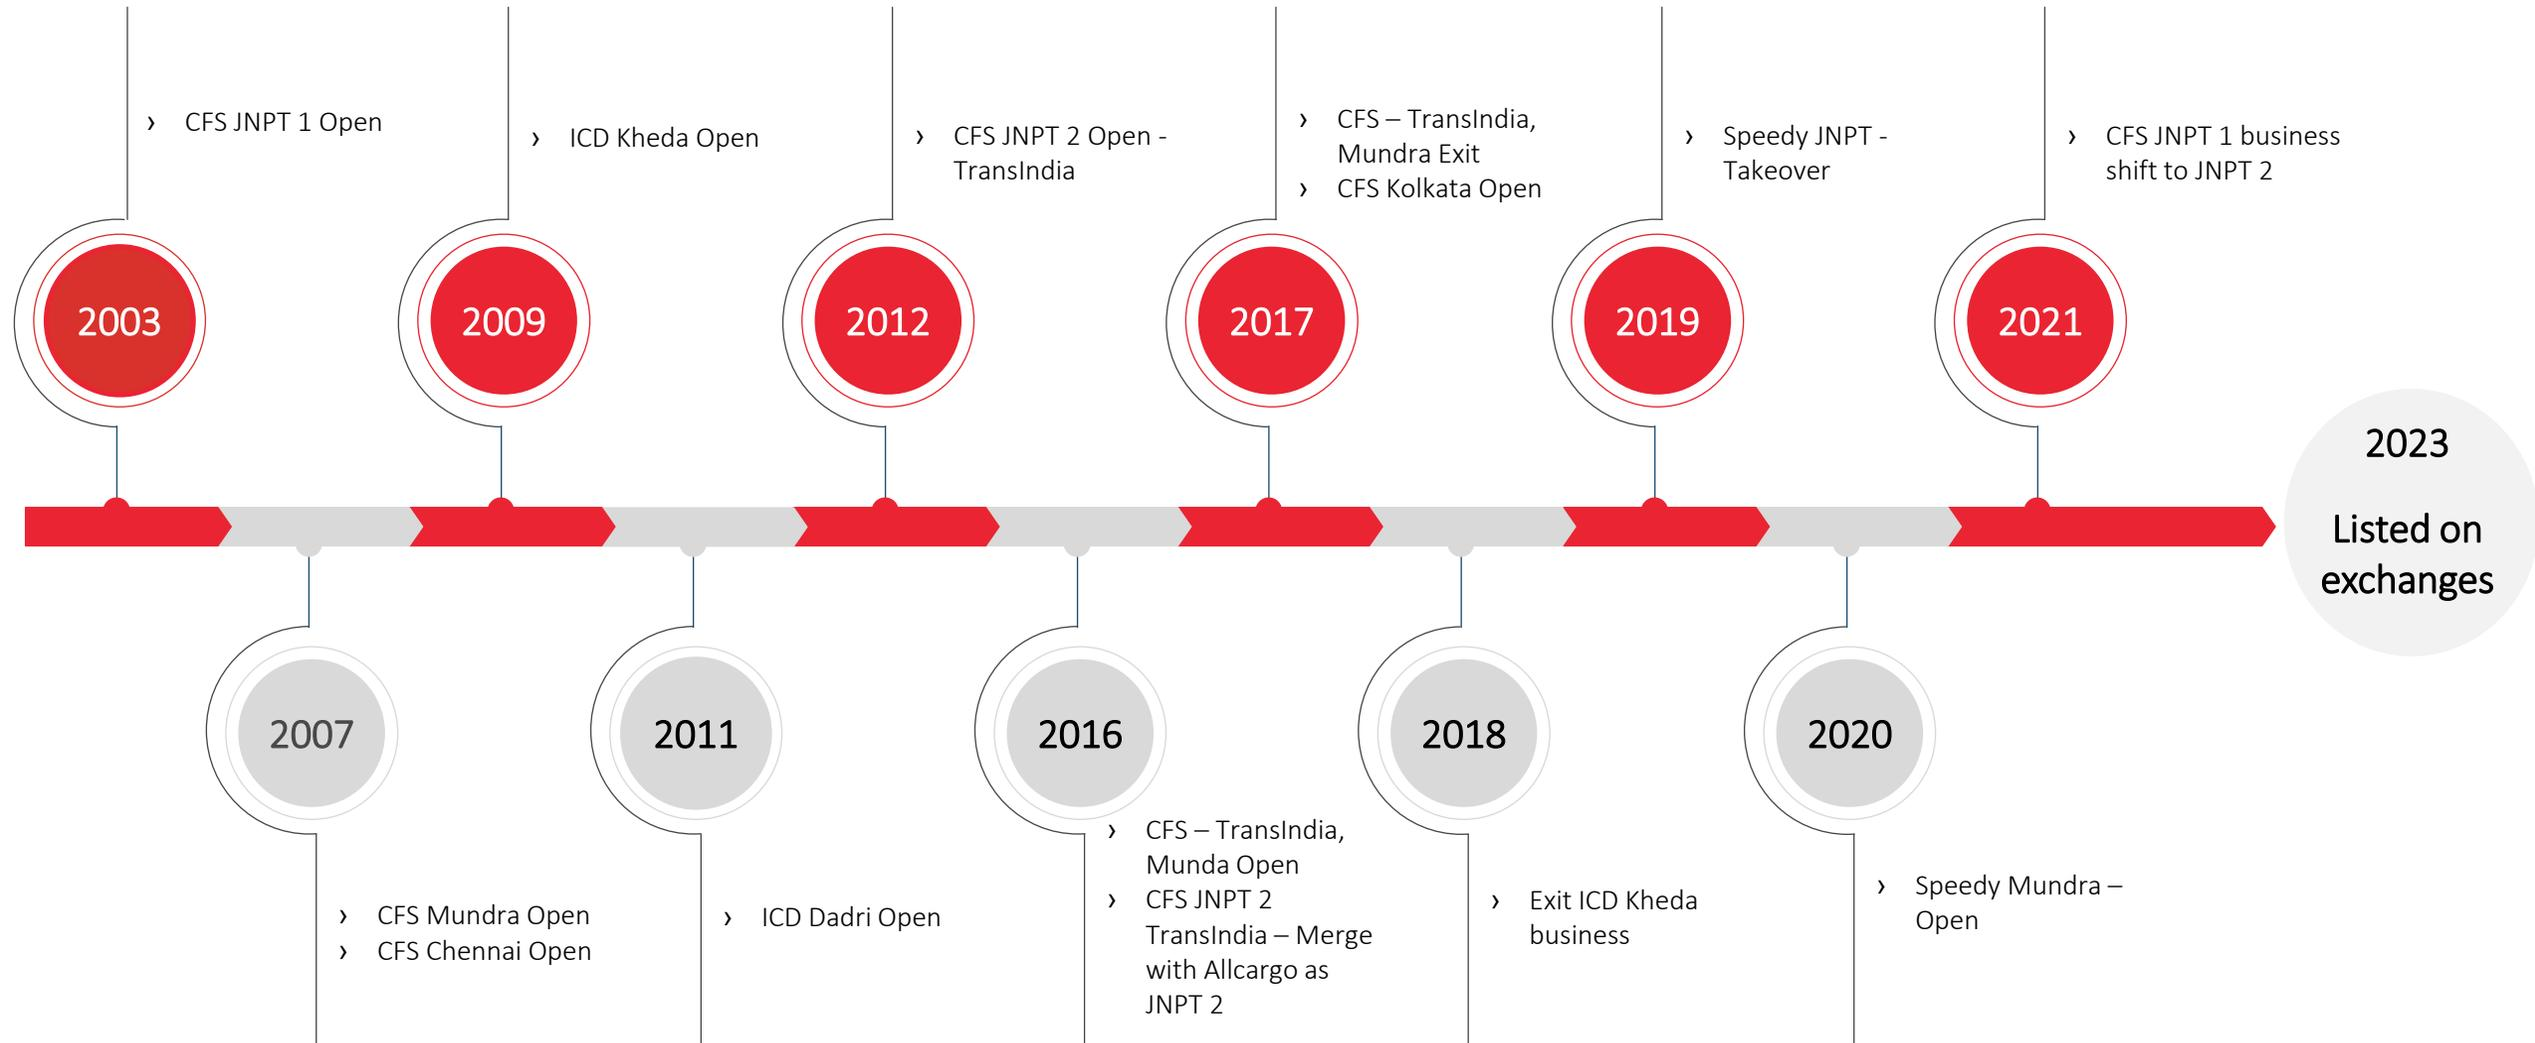 › CFS JNPT 1 Open
› ICD Kheda Open
› CFS JNPT 2 Open -
TransIndia
› CFS – TransIndia,
Mundra Exit
› CFS Kolkata Open
› Speedy JNPT -
Takeover
› CFS JNPT 1 business
shift to JNPT 2
2003
2009
2012
2017
2019
2021
2023
Listed on
exchanges
2007
2011
2016
2018
2020
› CFS Mundra Open
› CFS Chennai Open
› ICD Dadri Open
› CFS – TransIndia,
Munda Open
› CFS JNPT 2
TransIndia – Merge
with Allcargo as
JNPT 2
› Exit ICD Kheda
business
› Speedy Mundra –
Open